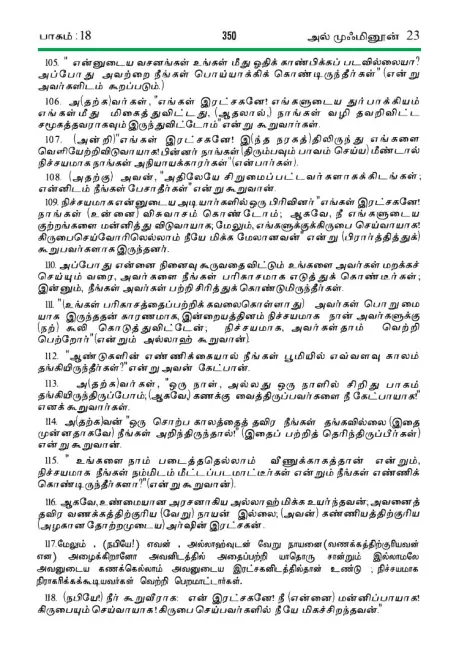 பாகம் : 18 350 அல் முஃமினூன் 23
105. " என்னுடைய வசனங்கள் உங்கள் மீது ஓதிக் காண்பிக்கப் படவில்லையா?
அப்போது அவற்றை நீங்கள் பொய்யாக்கிக் கொண்டிருந்தீர்கள்" (என்று
அவர்களிடம் கூறப்படும்.)
106. அ(தற்க)வர்கள் , "எங்கள் இரட்சகனே! எங்களுடைய துர்பாக்கியம்
எங்கள்மீது மிகைத்துவிட்டது, (ஆதலால்,) நாங்கள் வழி தவறிவிட்ட
சமூகத்தவராகவும் இருந்துவிட்டோம்" என்று கூறுவார்கள்.
107. (அன்றி)"எங்கள் இரட்சகனே! இ(ந்த நரகத்)திலிருந்து எங்களை
வெளியேற்றிவிடுவாயாக! பின்னர் நாங்கள் (திரும்பவும் பாவம் செய்ய) மீண்டால்
நிச்சயமாக நாங்கள் அநியாயக்காரர்கள்"(என்பார்கள்).
108. (அதற்கு) அவன், "அதிலேயே சிறுமைப்பட்டவர்களாகக்கிடங்கள் ;
என்னிடம் நீங்கள் பேசாதீர்கள்" என்று கூறுவான்.
109. நிச்சயமாக என்னுடைய அடியார்களில் ஒரு பிரிவினர் "எங்கள் இரட்சகனே!
நாங்கள் (உன்னை) விசுவாசம் கொண்டோம்; ஆகவே, நீ எங்களுடைய
குற்றங்களை மன்னித்து விடுவாயாக; மேலும், எங்களுக்குக்கிருபை செய்வாயாக!
கிருபைசெய்வோரிலெல்லாம் நீயே மிக்க மேலானவன்" என்று (பிரார்த்தித்துக்)
கூறுபவர்களாக இருந்தனர்.
110. அப்போது என்னை நினைவு கூருவதை விட்டும் உங்களை அவர்கள் மறக்கச்
செய்யும் வரை, அவர்களை நீங்கள் பரிகாசமாக எடுத்துக் கொண்டீர்கள்;
இன்னும், நீங்கள் அவர்கள் பற்றி சிரித்துக் கொண்டுமிருந்தீர்கள்.
111. " (உங்கள் பரிகாசத்தைப்பற்றிக் கவலைகொள்ளாது) அவர்கள் பொறுமை
யாக இருந்ததன் காரணமாக, இன்றையத்தினம் நிச்சயமாக நான் அவர்களுக்கு
(நற்) கூலி கொடுத்துவிட்டேன்; நிச்சயமாக, அவர்கள்தாம் வெற்றி
பெற்றோர்" (என்றும் அல்லாஹ் கூறுவான்).
112. "ஆண்டுகளின் எண்ணிக்கையால் நீங்கள் பூமியில் எவ்வளவு காலம்
தங்கியிருந்தீர்கள்?" என்று அவன் கேட்பான்.
113. அ(தற்க)வர்கள், "ஒரு நாள், அல்லது ஒரு நாளில் சிறிது பாகம்
தங்கியிருந்திருப்போம்; (ஆகவே,) கணக்கு வைத்திருப்பவர்களை நீ கேட்பாயாக!"
எனக் கூறுவார்கள்.
114. அ(தற்க)வன் "ஒரு சொற்ப காலத்தைத் தவிர நீங்கள் தங்கவில்லை (இதை
முன்னதாகவே) நீங்கள் அறிந்திருந்தால்!" (இதைப் பற்றித் தெரிந்திருப்பீர்கள்)
என்று கூறுவான்.
115. " உங்களை நாம் படைத்ததெல்லாம் வீணுக்காகத்தான் என்றும்,
நிச்சயமாக நீங்கள் நம்மிடம் மீட்டப்படமாட்டீர்கள் என்றும் நீங்கள் எண்ணிக்
கொண்டிருந்தீர்களா?"(என்று கூறுவான்).
116. ஆகவே, உண்மையான அரசனாகிய அல்லாஹ் மிக்க உயர்ந்தவன்; அவனைத்
தவிர வணக்கத்திற்குரிய (வேறு) நாயன் இல்லை; (அவன்) கண்ணியத்திற்குரிய
(அழகான தோற்றமுடைய) அர்ஷின் இரட்சகன் .
117.மேலும் , (நபியே!) எவன் , அல்லாஹ்வுடன் வேறு நாயனை (வணக்கத்திற்குரியவன்
என) அழைக்கிறானோ அவனிடத்தில் அதைப்பற்றி யாதொரு சான்றும் இல்லாமலே
அவனுடைய கணக்கெல்லாம் அவனுடைய இரட்சகனிடத்தில்தான் உண்டு ; நிச்சயமாக
நிராகரிக்கக்கூடியவர்கள் வெற்றி பெறமாட்டார்கள்.
118. (நபியே!) நீர் கூறுவீராக: என் இரட்சகனே! நீ (என்னை) மன்னிப்பாயாக!
கிருபையும் செய்வாயாக! கிருபை செய்பவர்களில் நீயே மிகச்சிறந்தவன்."